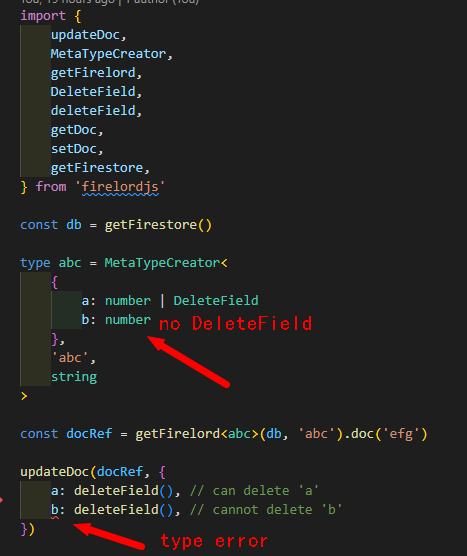 You, 19 hours ago | 1 author (You)
import {
updateDoc,
MetaTypeCreator,
getFirelord,
DeleteField,
deleteField,
getDoc,
setDoc,
getFirestore,
} from 'firelordjs'
const db = getFirestore()
type abc = MetaTypeCreator<
{
a: number | DeleteField
b: number no DeleteField
},
'abc',
string
>
const docRef = getFirelord<abc>(db, 'abc').doc('efg')
updateDoc(docRef, {
a: deleteField(), // can delete 'a'
b: deleteField(), // cannot delete 'b'
}) type error